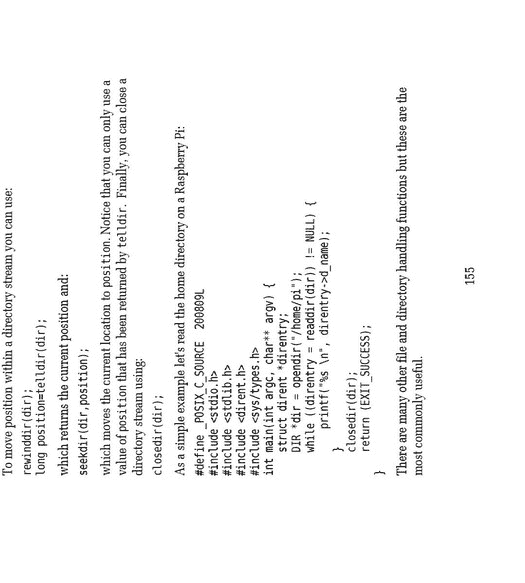 To move position within a directory stream you can use:
rewinddir(dir);
long position=telldir(dir);
which returns the current position and:
seekdir(dir,position);
which moves the current location to position. Notice that you can only use a
value of position that has been returned by telldir. Finally, you can close a
directory stream using:
closedir(dir);
As a simple example let's read the home directory on a Raspberry Pi:
#define _POSIX_C_SOURCE  200809L
#include <stdio.h>
#include <stdlib.h>
#include <dirent.h>
#include <sys/types.h>
int main(int argc, char** argv) {
    struct dirent *direntry;
    DIR *dir = opendir("/home/pi");
    while ((direntry = readdir(dir)) != NULL) {
        printf("%s \n", direntry->d_name);
    }
    closedir(dir);
    return (EXIT_SUCCESS);
}
There are many other file and directory handling functions but these are the
most commonly useful.
155